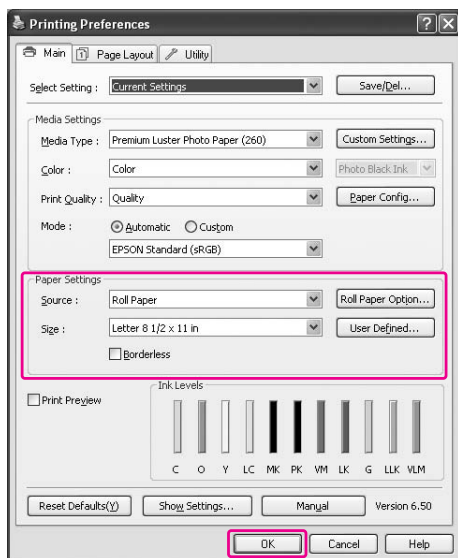 Printing Preferences
Main Page Layout Utility
Select Setting : Current Settings Save/Del...
Media Settings
Media Type : Premium Luster Photo Paper (260) Custom Settings...
Color : Color Photo Black Ink
Print Quality : Quality Paper Config...
Mode : Automatic Custom
EPSON Standard (sRGB)
Paper Settings
Source : Roll Paper Roll Paper Option...
Size : Letter 8 1/2 x 11 in User Defined...
Borderless
Print Preview
Ink Levels
C O Y LC MK PK VM LK G LLK VLM
Reset Defaults(Y) Show Settings... Manual Version 6.50
OK Cancel Help